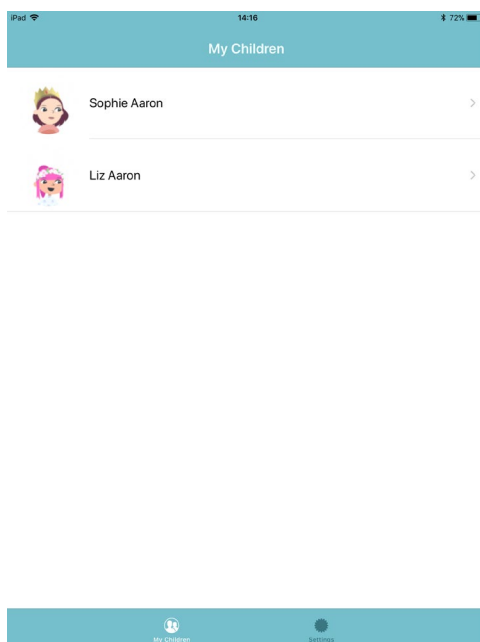 iPad 14:16 72%
My Children
Sophie Aaron
Liz Aaron
My Children Settings